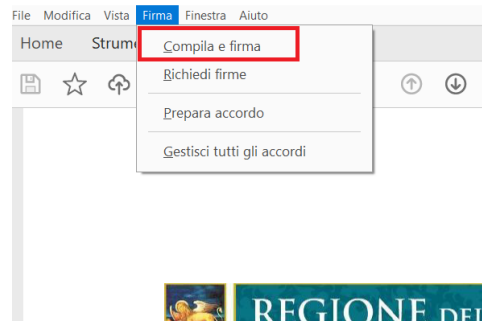 File Modifica Vista Firma Finestra Aiuto
Home
Compila e firma
Richiedi firme
Prepara accordo
Gestisci tutti gli accordi
REGIONE